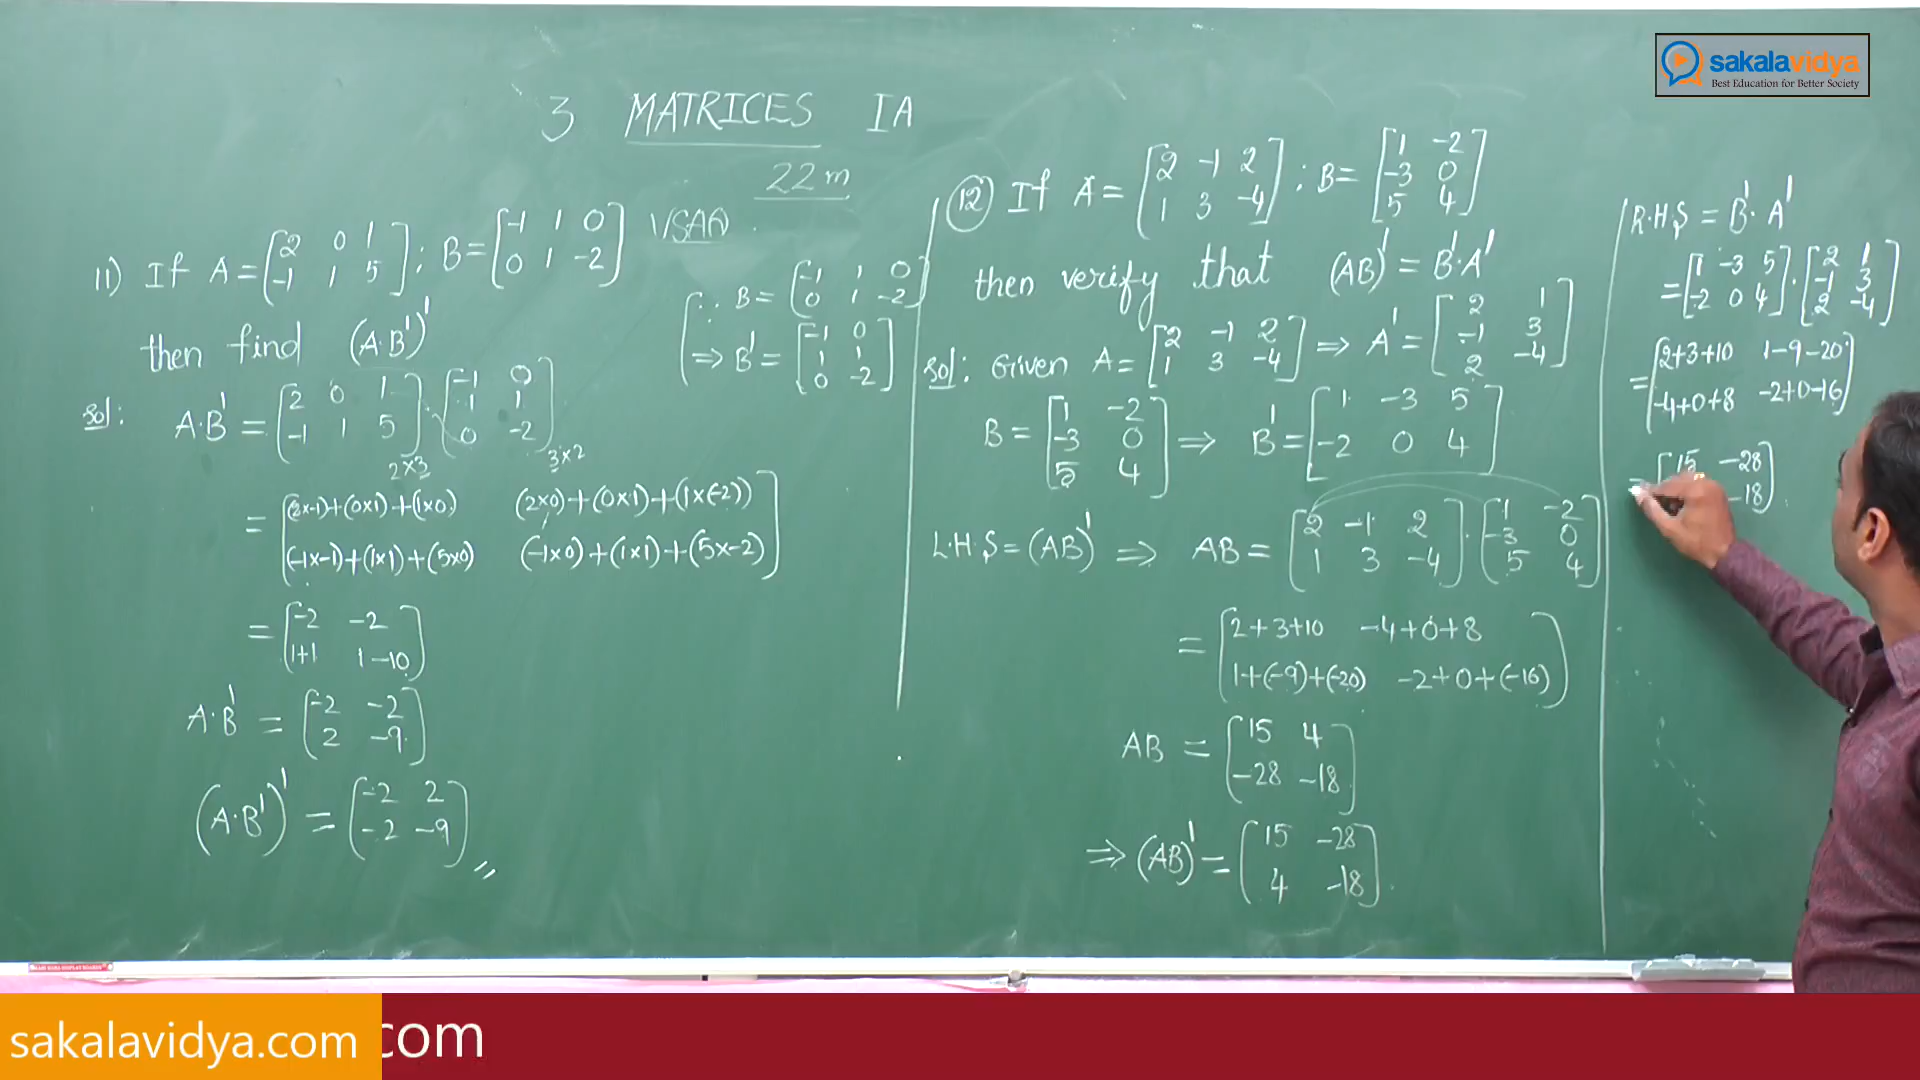 sakalavidya
Best Education for Better Society
3 MATRICES IA
22m
11) If A = [2 0 1; B = [-1 1 0 VSAQ
-1 1 5] 0 1 -2]
then find (A·B')'
∵ B = [-1 1 0
0 1 -2]
⇒ B' = [-1 0
1 1
0 -2]
Sol: A·B' = [2 0 1 [-1 0
-1 1 5] 1 1
0 -2]
2×3 3×2
= [(2×-1)+(0×1)+(1×0) (2×0)+(0×1)+(1×(-2))
(-1×-1)+(1×1)+(5×0) (-1×0)+(1×1)+(5×-2)]
= [-2 -2
1+1 1-10]
A·B' = [-2 -2
2 -9]
(A·B')' = [-2 2
-2 -9]
12 If A = [2 -1 2 ; B = [1 -2
1 3 -4] -3 0
5 4]
then verify that (AB)' = B'·A'
Sol: Given A = [2 -1 2 ⇒ A' = [2 1
1 3 -4] -1 3
2 -4]
B = [1 -2 ⇒ B' = [1 -3 5
-3 0 -2 0 4]
5 4]
L.H.S = (AB)' ⇒ AB = [2 -1 2 · [1 -2
1 3 -4] -3 0
5 4]
= [2+3+10 -4+0+8
1+(-9)+(-20) -2+0+(-16)]
AB = [15 4
-28 -18]
⇒ (AB)' = [15 -28
4 -18]
R.H.S = B'·A'
= [1 -3 5 · [2 1
-2 0 4] -1 3
2 -4]
= [2+3+10 1-9-20
-4+0+8 -2+0-16]
[15 -28
-18]
sakalavidya.com
com